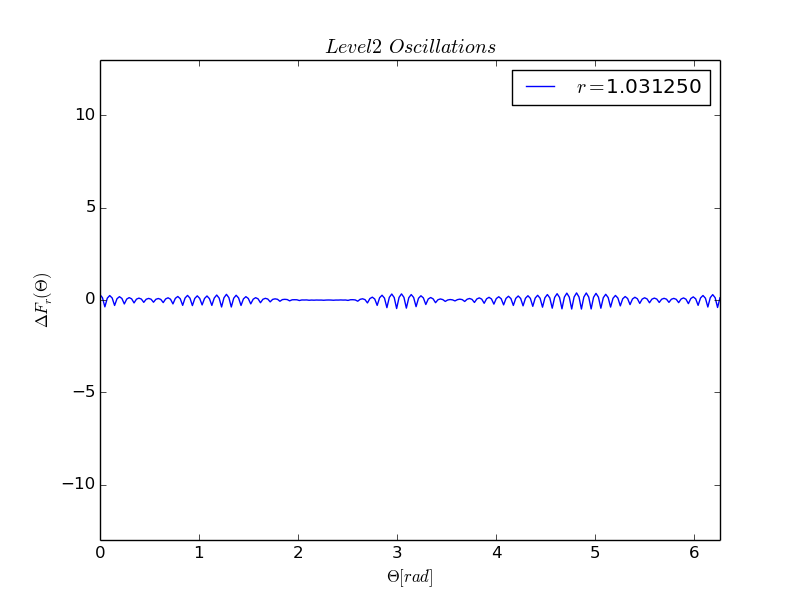 Level2 Oscillations
r=1.031250
10
5
0
−5
−10
ΔF_r(Θ)
0 1 2 3 4 5 6
Θ[rad]